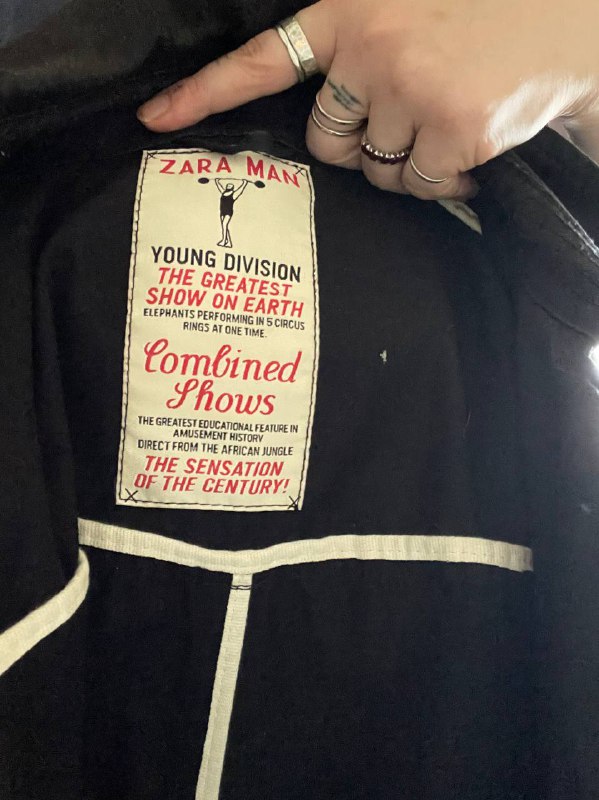 ZARA MAN
YOUNG DIVISION
THE GREATEST
SHOW ON EARTH
ELEPHANTS PERFORMING IN 5 CIRCUS
RINGS AT ONE TIME.
Combined
Shows
THE GREATEST EDUCATIONAL FEATURE IN
AMUSEMENT HISTORY
DIRECT FROM THE AFRICAN JUNGLE
THE SENSATION
OF THE CENTURY!